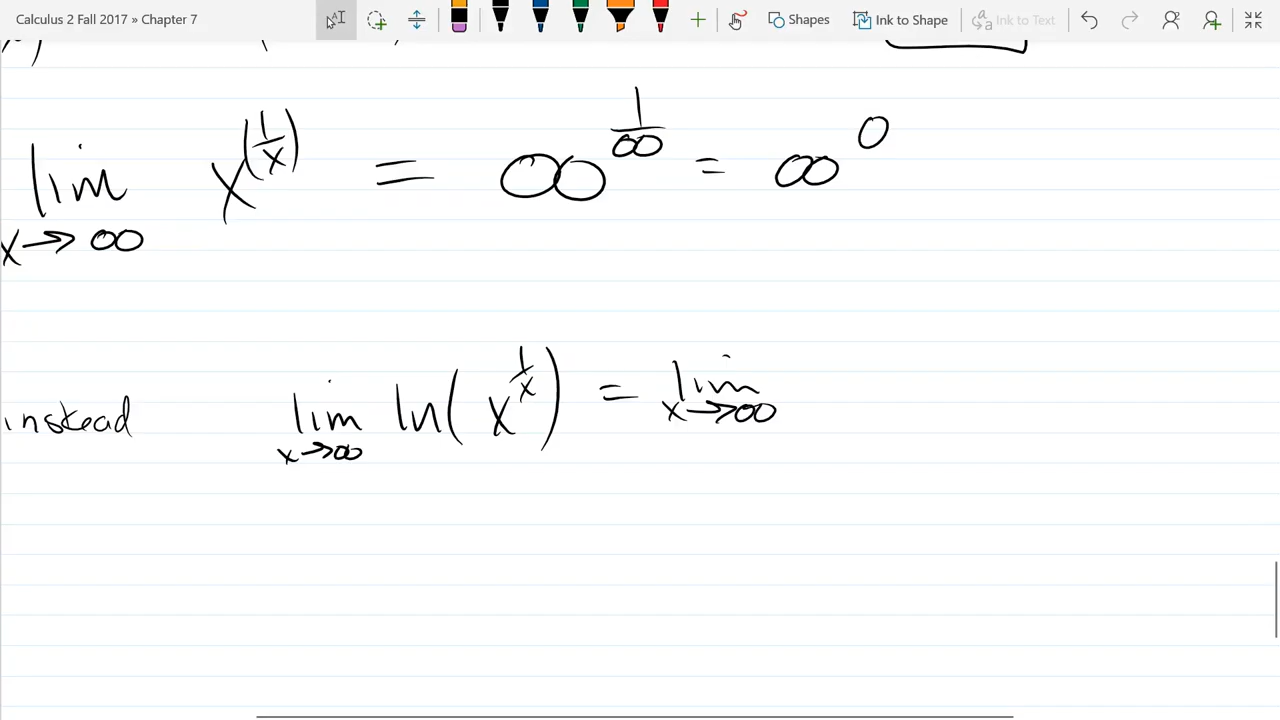 Calculus 2 Fall 2017 » Chapter 7
Shapes
Ink to Shape
Ink to Text
lim x→∞ x^(1/x) = ∞^(1/∞) = ∞^0
instead lim x→∞ ln(x^(1/x)) = lim x→∞